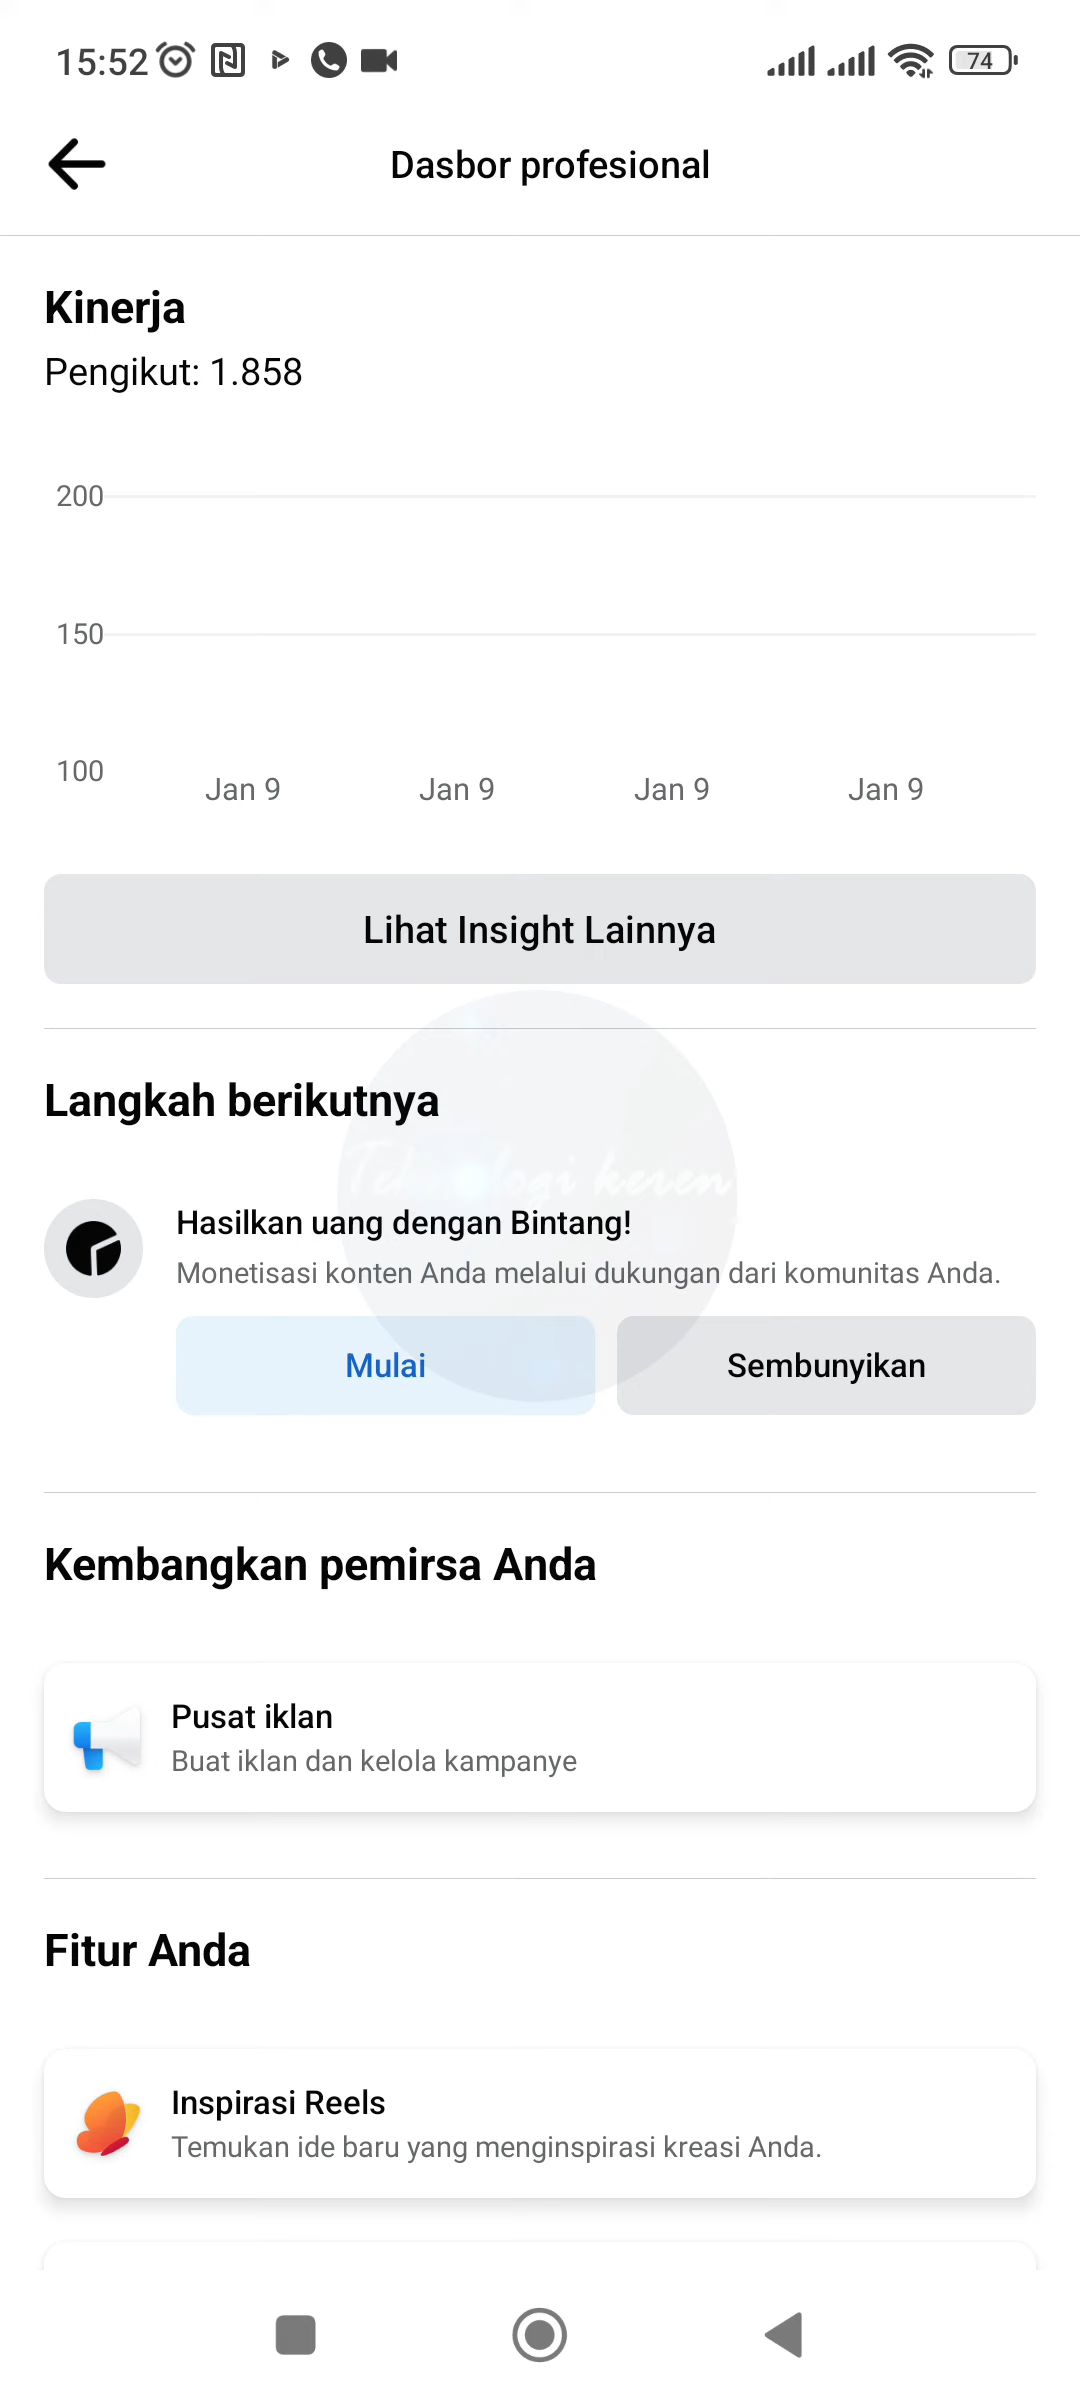 15:52
74
Dasbor profesional
Kinerja
Pengikut: 1.858
200
150
100
Jan 9 Jan 9 Jan 9 Jan 9
Lihat Insight Lainnya
Langkah berikutnya
Teknologi keren
Hasilkan uang dengan Bintang!
Monetisasi konten Anda melalui dukungan dari komunitas Anda.
Mulai
Sembunyikan
Kembangkan pemirsa Anda
Pusat iklan
Buat iklan dan kelola kampanye
Fitur Anda
Inspirasi Reels
Temukan ide baru yang menginspirasi kreasi Anda.